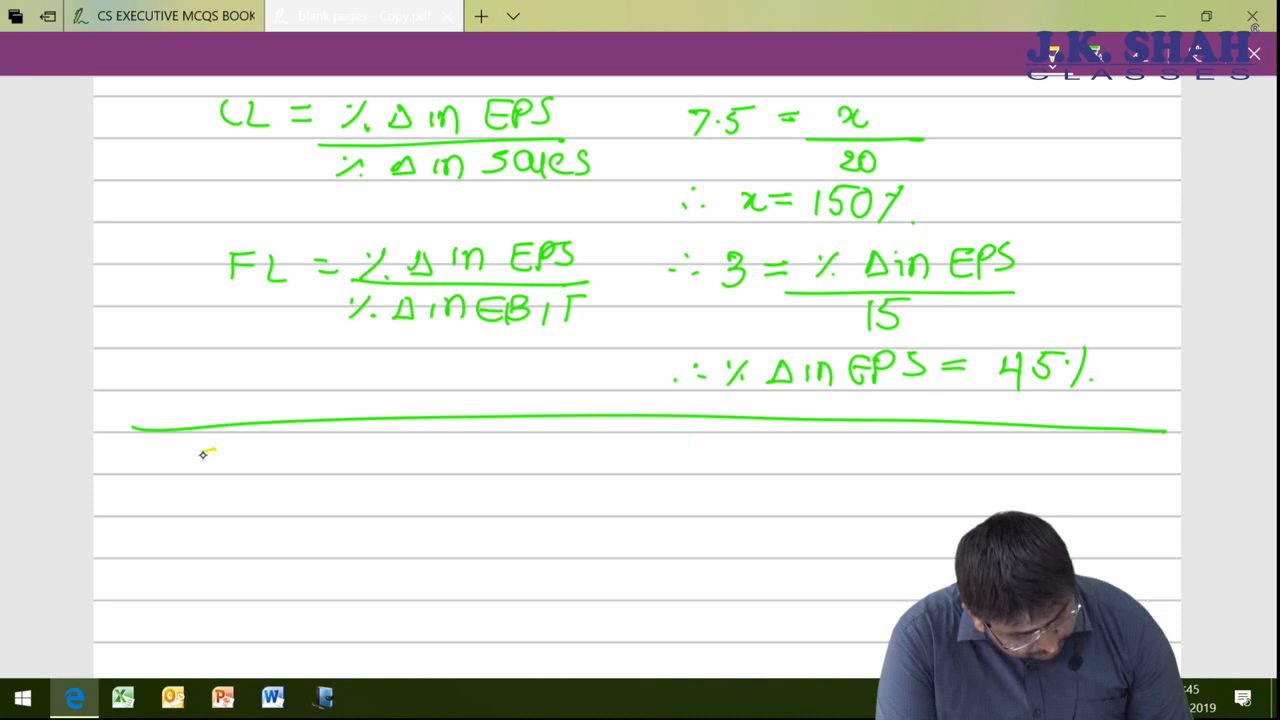 CS EXECUTIVE MCQS BOOK
blank pages - Copy.pdf
J.K. SHAH®
CLASSES
CL = % Δ in EPS / % Δ in Sales
7.5 = x / 20
∴ x = 150%.
FL = % Δ in EPS / % Δ in EBIT
∴ 3 = % Δ in EPS / 15
∴ % Δ in EPS = 45%.
:45
2019